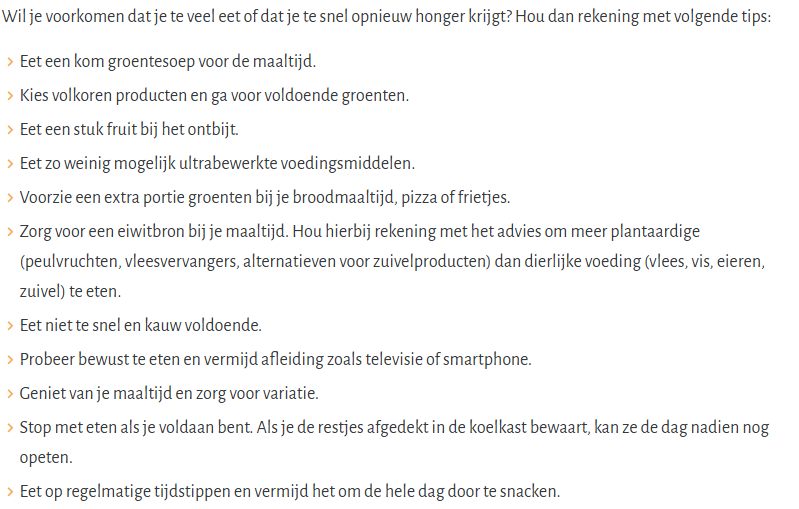 Wil je voorkomen dat je te veel eet of dat je te snel opnieuw honger krijgt? Hou dan rekening met volgende tips:
› Eet een kom groentesoep voor de maaltijd.
› Kies volkoren producten en ga voor voldoende groenten.
› Eet een stuk fruit bij het ontbijt.
› Eet zo weinig mogelijk ultrabewerkte voedingsmiddelen.
› Voorzie een extra portie groenten bij je broodmaaltijd, pizza of frietjes.
› Zorg voor een eiwitbron bij je maaltijd. Hou hierbij rekening met het advies om meer plantaardige
(peulvruchten, vleesvervangers, alternatieven voor zuivelproducten) dan dierlijke voeding (vlees, vis, eieren,
zuivel) te eten.
› Eet niet te snel en kauw voldoende.
› Probeer bewust te eten en vermijd afleiding zoals televisie of smartphone.
› Geniet van je maaltijd en zorg voor variatie.
› Stop met eten als je voldaan bent. Als je de restjes afgedekt in de koelkast bewaart, kan ze de dag nadien nog
opeten.
› Eet op regelmatige tijdstippen en vermijd het om de hele dag door te snacken.